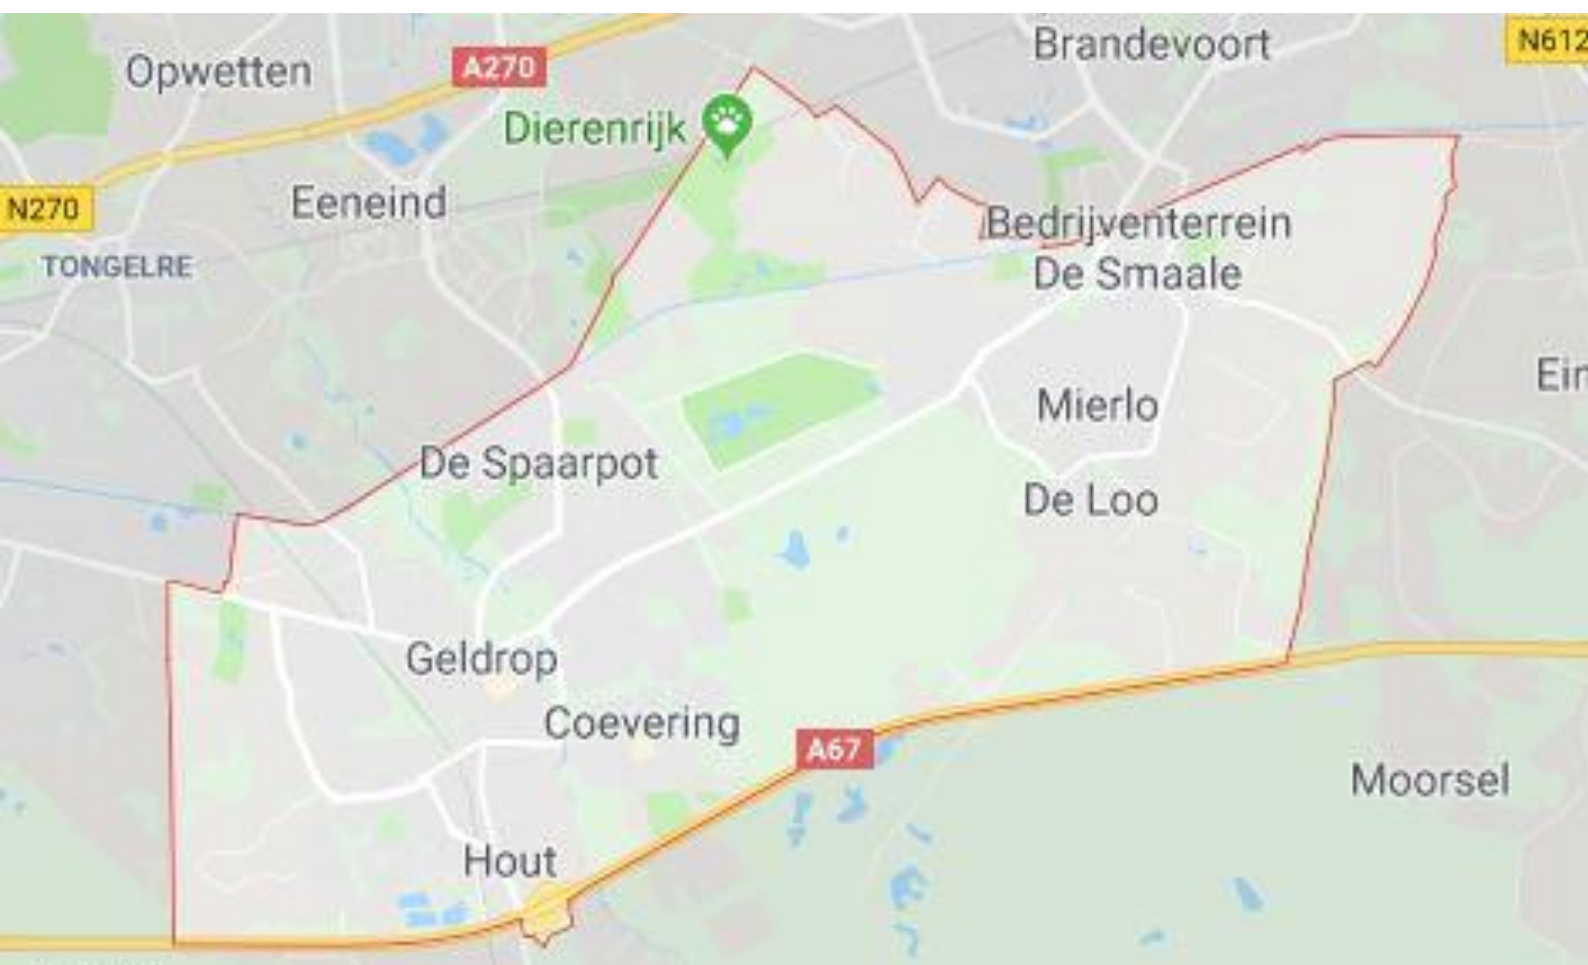 Brandevoort
N612
Opwetten
A270
Dierenrijk
Eeneind
N270
Bedrijventerrein
De Smaale
TONGELRE
Mierlo
De Spaarpot
De Loo
Geldrop
Coevering
A67
Moorsel
Hout